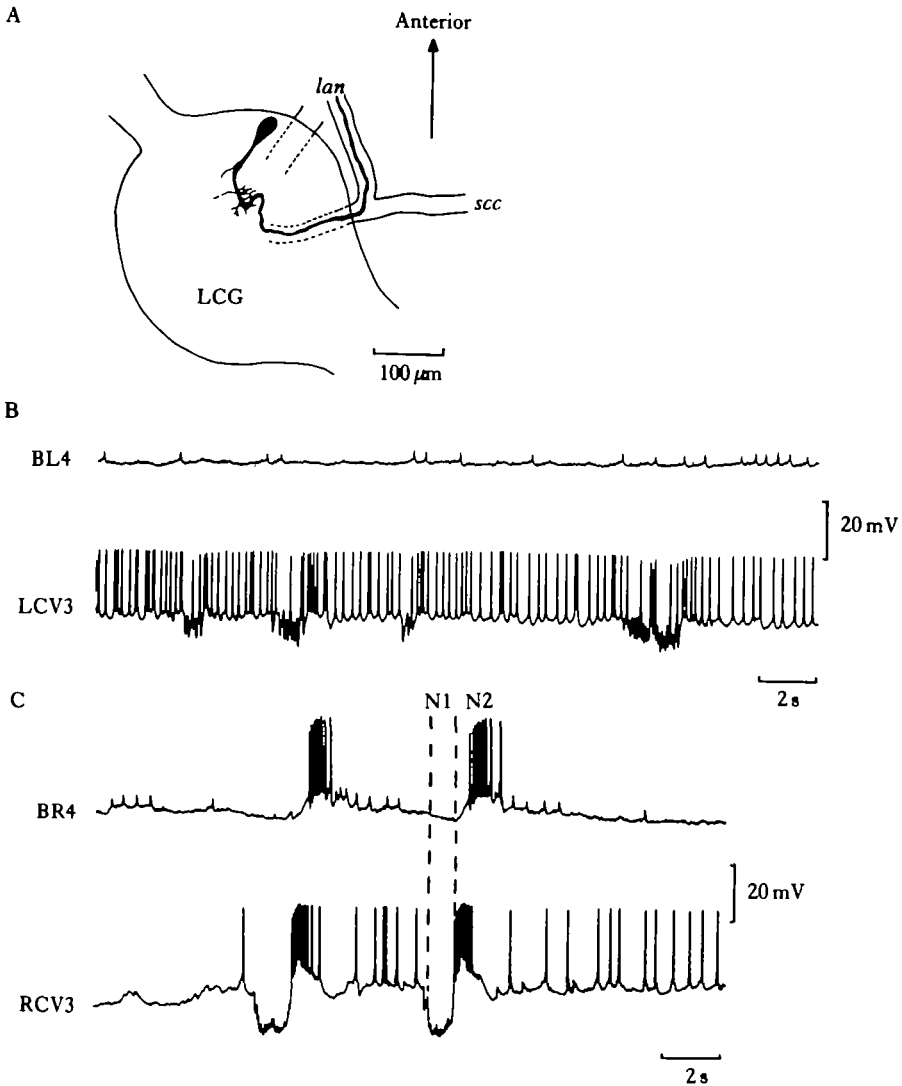 A
Anterior
lan
scc
LCG
100 μm
B
BL4
20 mV
LCV3
2 s
C
N1 N2
BR4
20 mV
RCV3
2 s